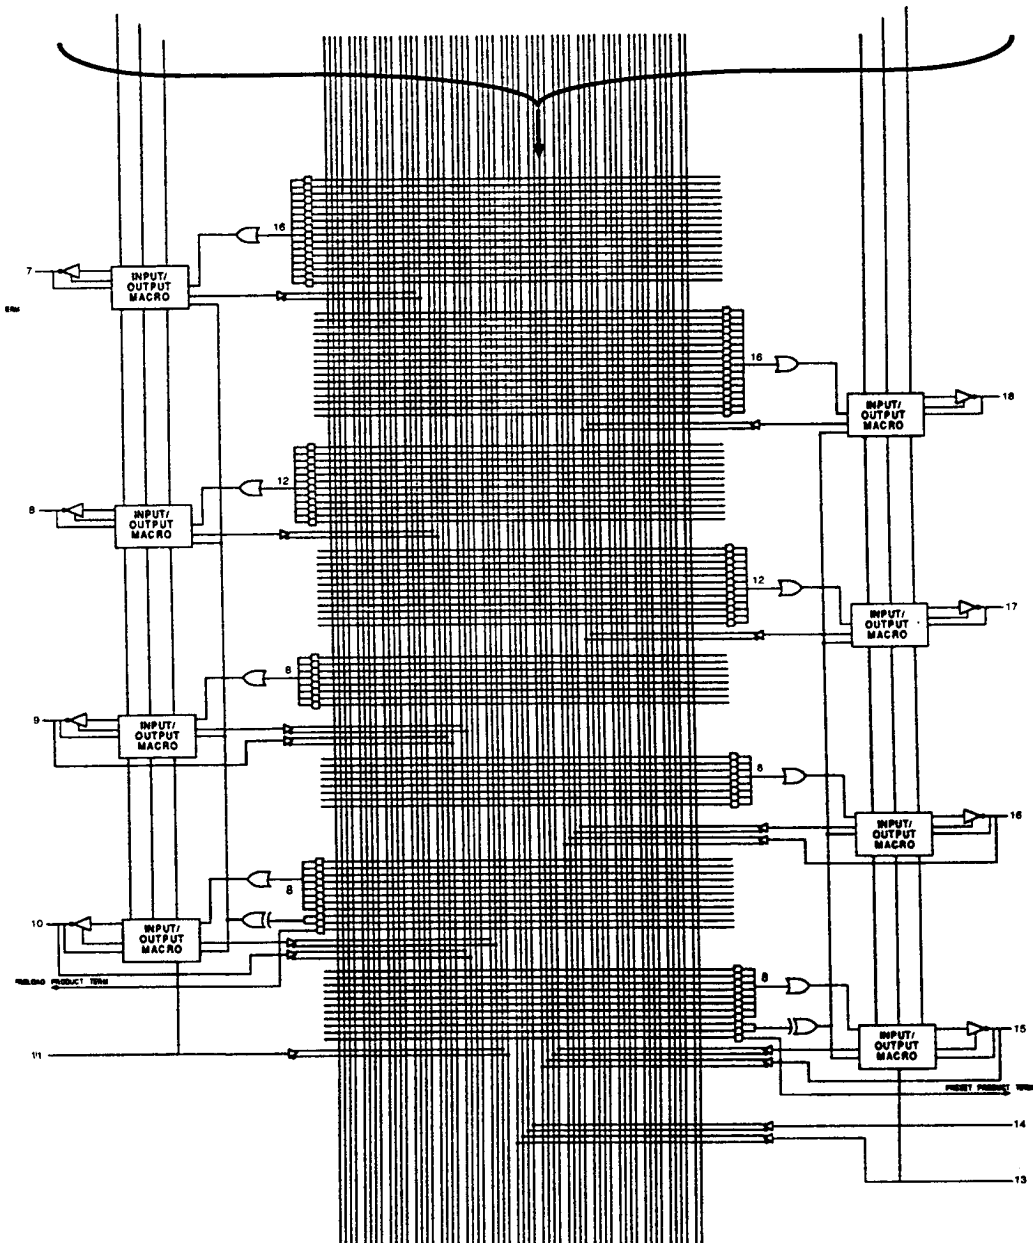 16
7
INPUT/
OUTPUT
MACRO
16
18
INPUT/
OUTPUT
MACRO
12
8
INPUT/
OUTPUT
MACRO
12
17
INPUT/
OUTPUT
MACRO
8
9
INPUT/
OUTPUT
MACRO
8
16
INPUT/
OUTPUT
MACRO
8
10
INPUT/
OUTPUT
MACRO
PRELOAD PRODUCT TERM
8
15
INPUT/
OUTPUT
MACRO
11
PRESET PRODUCT TERM
14
13